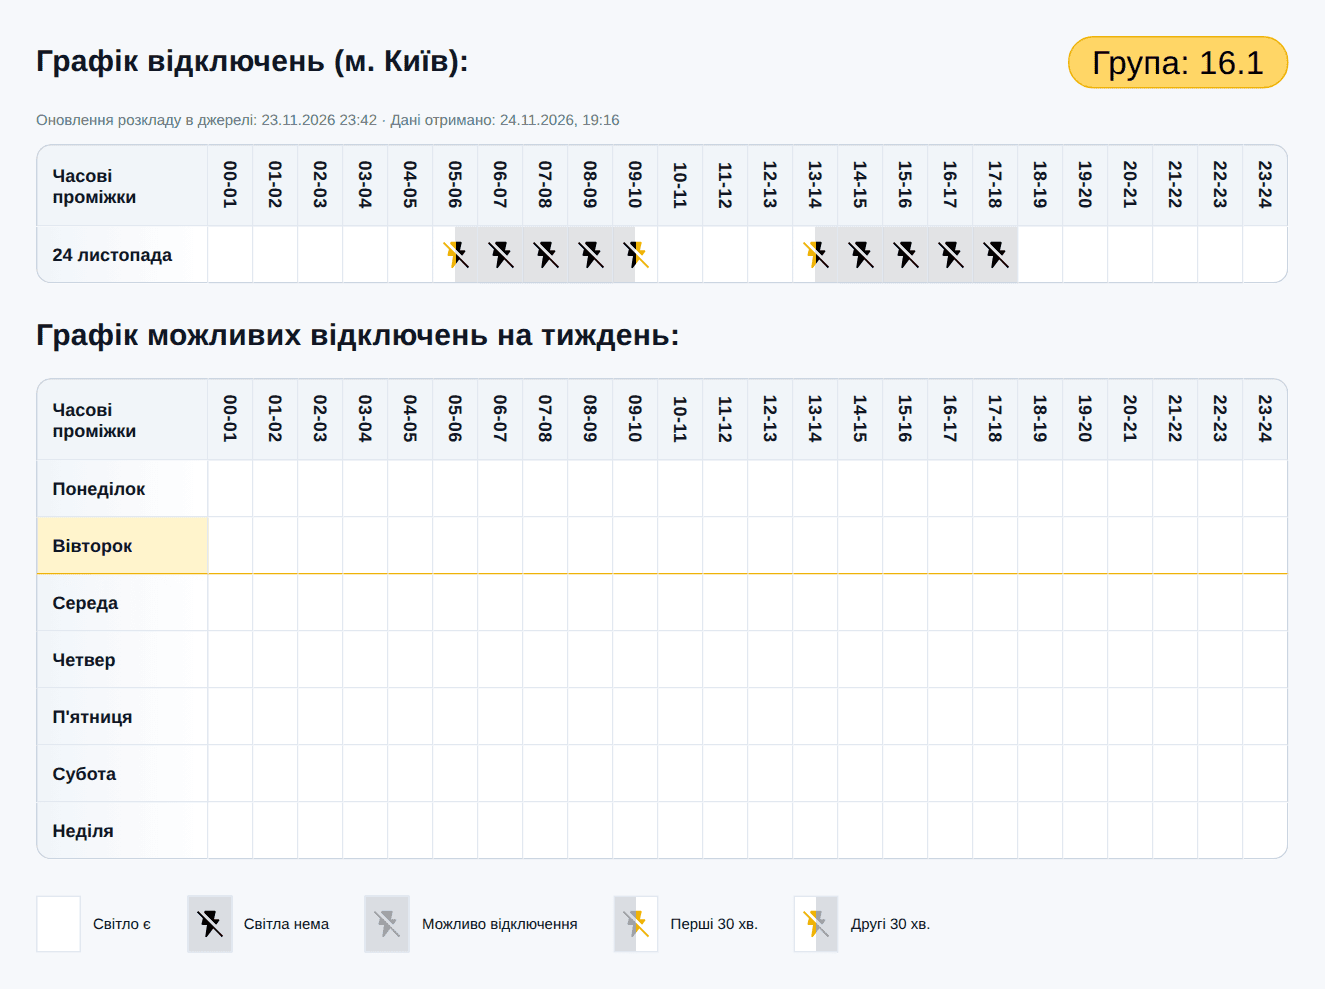 Графік відключень (м. Київ):
Група: 16.1
Оновлення розкладу в джерелі: 23.11.2026 23:42 · Дані отримано: 24.11.2026, 19:16
Часові проміжки 00-01 01-02 02-03 03-04 04-05 05-06 06-07 07-08 08-09 09-10 10-11 11-12 12-13 13-14 14-15 15-16 16-17 17-18 18-19 19-20 20-21 21-22 22-23 23-24
24 листопада
Графік можливих відключень на тиждень:
Часові проміжки 00-01 01-02 02-03 03-04 04-05 05-06 06-07 07-08 08-09 09-10 10-11 11-12 12-13 13-14 14-15 15-16 16-17 17-18 18-19 19-20 20-21 21-22 22-23 23-24
Понеділок
Вівторок
Середа
Четвер
П'ятниця
Субота
Неділя
Світло є Світла нема Можливо відключення Перші 30 хв. Другі 30 хв.